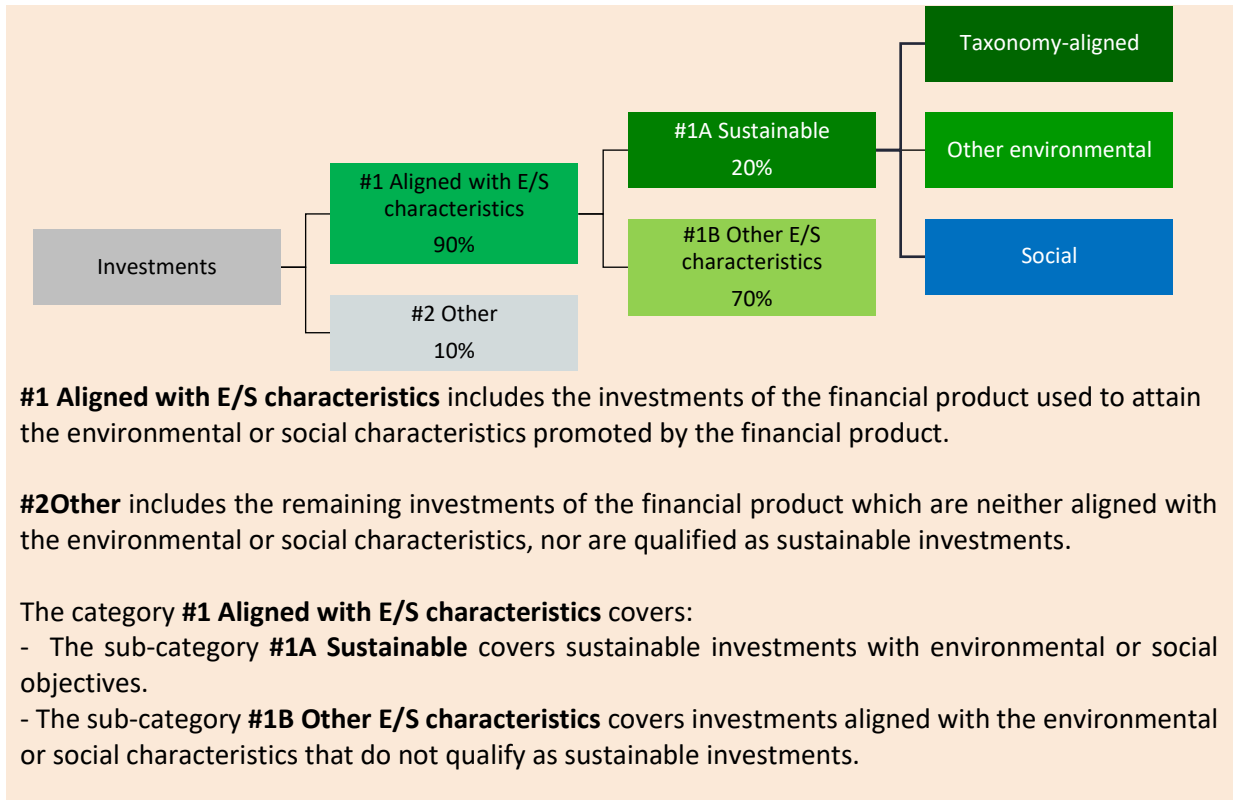 Taxonomy-aligned
#1A Sustainable
20%
Other environmental
#1 Aligned with E/S
characteristics
90%
#1B Other E/S
characteristics
70%
Social
Investments
#2 Other
10%
#1 Aligned with E/S characteristics includes the investments of the financial product used to attain
the environmental or social characteristics promoted by the financial product.
#2Other includes the remaining investments of the financial product which are neither aligned with
the environmental or social characteristics, nor are qualified as sustainable investments.
The category #1 Aligned with E/S characteristics covers:
- The sub-category #1A Sustainable covers sustainable investments with environmental or social
objectives.
- The sub-category #1B Other E/S characteristics covers investments aligned with the environmental
or social characteristics that do not qualify as sustainable investments.